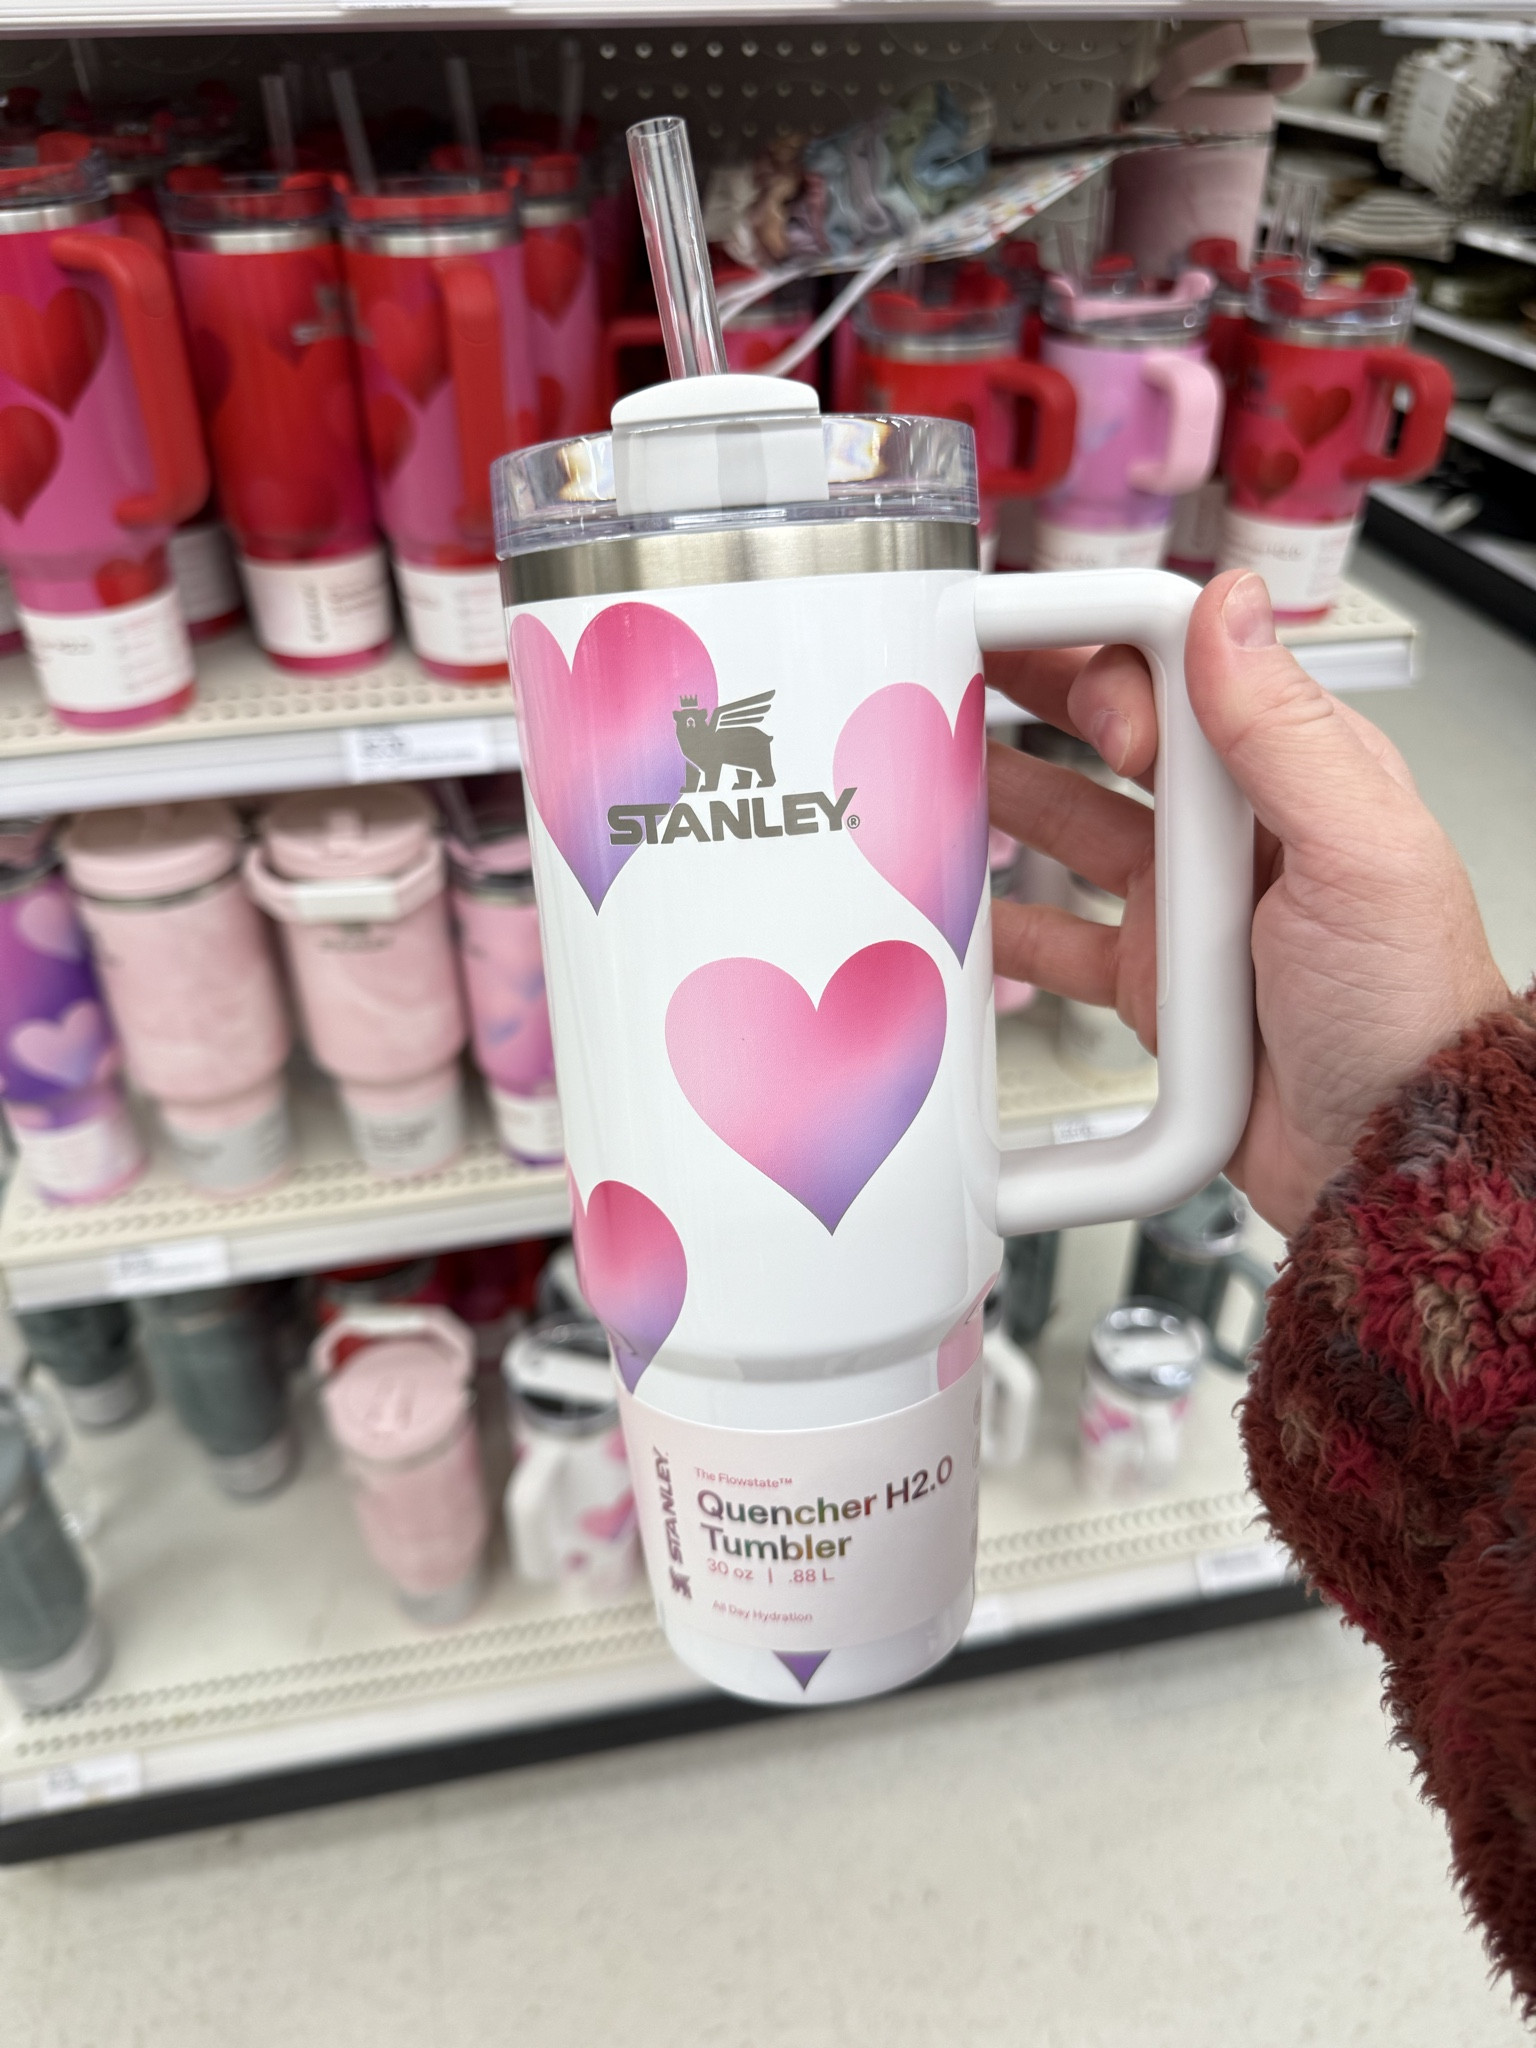 STANLEY®
STANLEY
The Flowstate™
Quencher H2.0
Tumbler
30 oz | .88 L
All Day Hydration